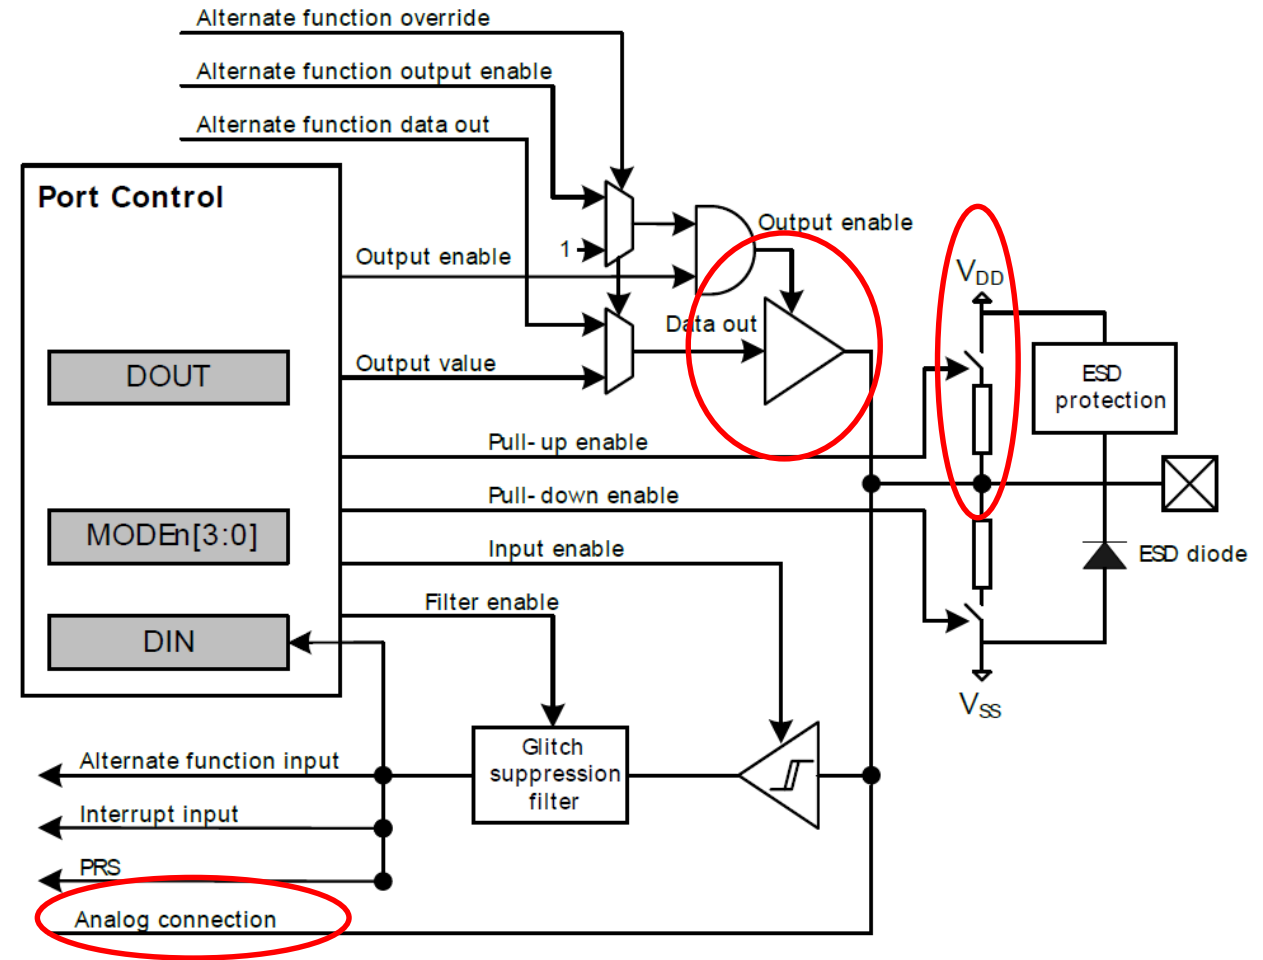 Alternate function override
Alternate function output enable
Alternate function data out
Port Control
Output enable
1
Output enable
VDD
Data out
Output value
DOUT
ESD
protection
Pull-up enable
Pull-down enable
MODEn[3:0]
Input enable
ESD diode
Filter enable
DIN
VSS
Glitch
suppression
filter
Alternate function input
Interrupt input
PRS
Analog connection